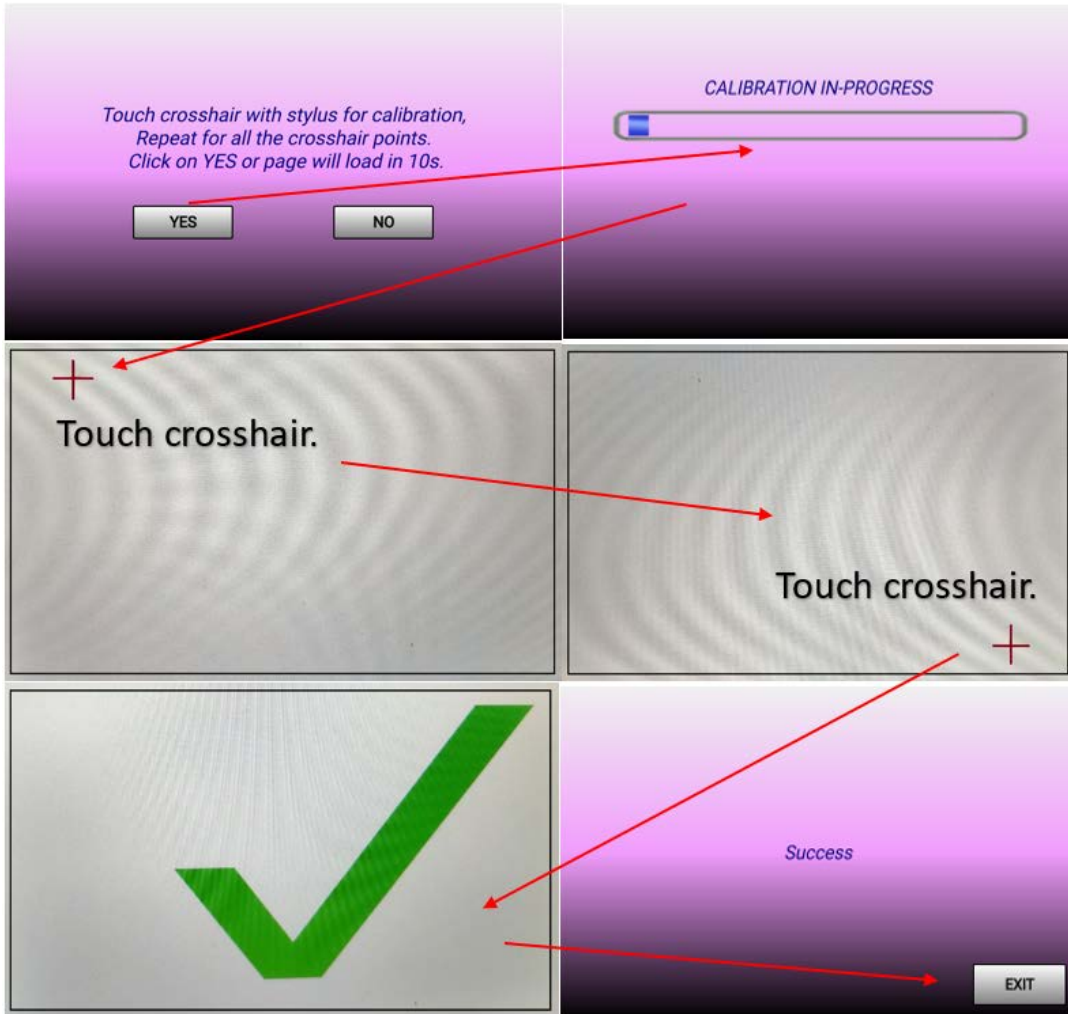 Touch crosshair with stylus for calibration,
Repeat for all the crosshair points.
Click on YES or page will load in 10s.
YES
NO
CALIBRATION IN-PROGRESS
Touch crosshair.
Touch crosshair.
Success
EXIT